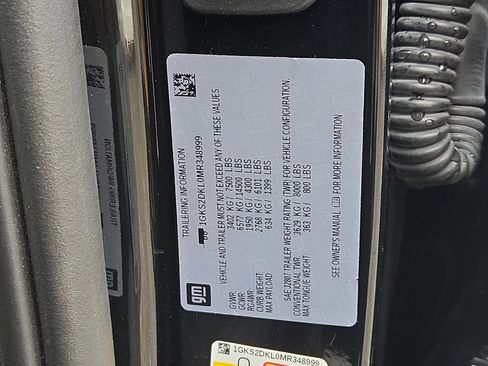 TRAILERING INFORMATION
1GKS2DKL0MR348999
VEHICLE AND TRAILER MUST NOT EXCEED ANY OF THESE VALUES.
GVWR: 3402 KG / 7500 LBS
GCWR: 6577 KG / 14500 LBS
RGAWR: 1950 KG / 4300 LBS
CURB WEIGHT: 2768 KG / 6101 LBS
MAX PAYLOAD: 634 KG / 1399 LBS
SAE J2807 TRAILER WEIGHT RATING (TWR) FOR VEHICLE CONFIGURATION.
CONVENTIONAL TWR: 3629 KG / 8000 LBS
MAX TONGUE WEIGHT: 363 KG / 800 LBS
SEE OWNER'S MANUAL FOR MORE INFORMATION
gm
1GKS2DKL0MR348999